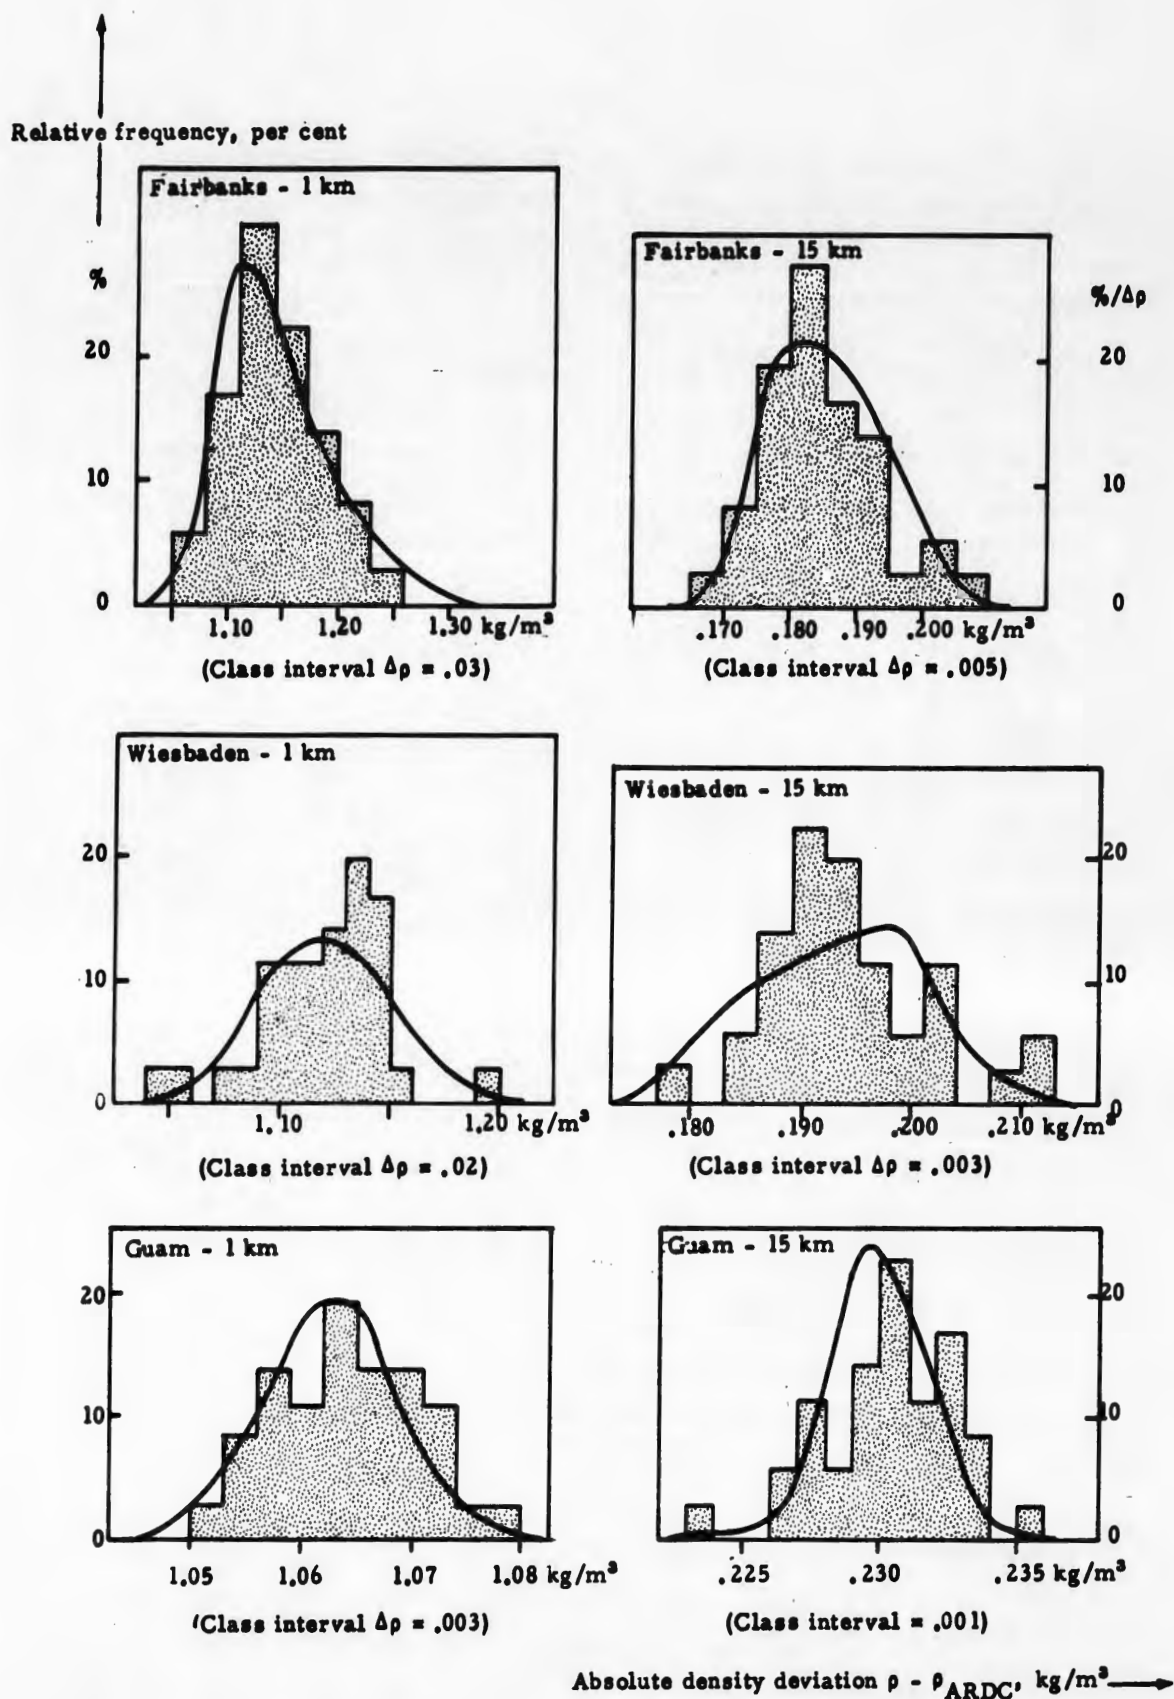 Relative frequency, per cent
Fairbanks - 1 km
%
20
10
0
1.10 1.20 1.30 kg/m³
(Class interval Δρ = .03)
Fairbanks - 15 km
%/Δρ
20
10
0
.170 .180 .190 .200 kg/m³
(Class interval Δρ = .005)
Wiesbaden - 1 km
20
10
0
1.10 1.20 kg/m³
(Class interval Δρ = .02)
Wiesbaden - 15 km
20
10
0
.180 .190 .200 .210 kg/m³
(Class interval Δρ = .003)
Guam - 1 km
20
10
0
1.05 1.06 1.07 1.08 kg/m³
(Class interval Δρ = .003)
Guam - 15 km
20
10
0
.225 .230 .235 kg/m³
(Class interval = .001)
Absolute density deviation ρ - ρARDC, kg/m³